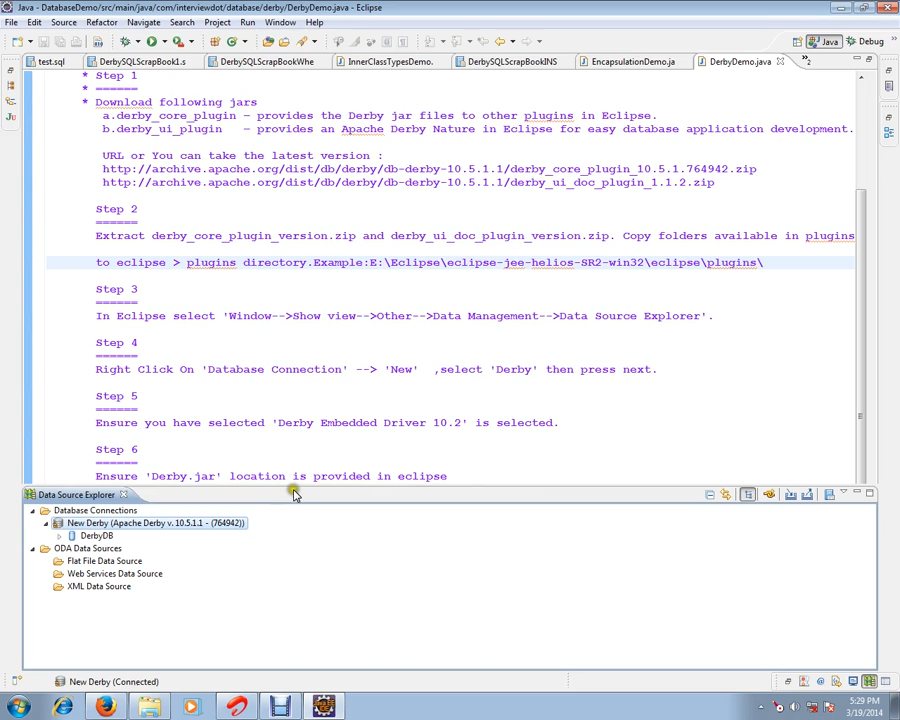 Java - DatabaseDemo/src/main/java/com/interviewdot/database/derby/DerbyDemo.java - Eclipse
File Edit Source Refactor Navigate Search Project Run Window Help
Java Debug
test.sql DerbySQLScrapBook1.s DerbySQLScrapBookWhe InnerClassTypesDemo. DerbySQLScrapBookINS EncapsulationDemo.ja DerbyDemo.java »2
* Step 1
* ======
* Download following jars
a.derby_core_plugin – provides the Derby jar files to other plugins in Eclipse.
b.derby_ui_plugin – provides an Apache Derby Nature in Eclipse for easy database application development.
URL or You can take the latest version :
http://archive.apache.org/dist/db/derby/db-derby-10.5.1.1/derby_core_plugin_10.5.1.764942.zip
http://archive.apache.org/dist/db/derby/db-derby-10.5.1.1/derby_ui_doc_plugin_1.1.2.zip
Step 2
======
Extract derby_core_plugin_version.zip and derby_ui_doc_plugin_version.zip. Copy folders available in plugins
to eclipse > plugins directory.Example:E:\Eclipse\eclipse-jee-helios-SR2-win32\eclipse\plugins\
Step 3
======
In Eclipse select 'Window-->Show view-->Other-->Data Management-->Data Source Explorer'.
Step 4
======
Right Click On 'Database Connection' --> 'New' ,select 'Derby' then press next.
Step 5
======
Ensure you have selected 'Derby Embedded Driver 10.2' is selected.
Step 6
======
Ensure 'Derby.jar' location is provided in eclipse
Data Source Explorer
Database Connections
New Derby (Apache Derby v. 10.5.1.1 - (764942))
DerbyDB
ODA Data Sources
Flat File Data Source
Web Services Data Source
XML Data Source
New Derby (Connected)
5:29 PM
3/19/2014